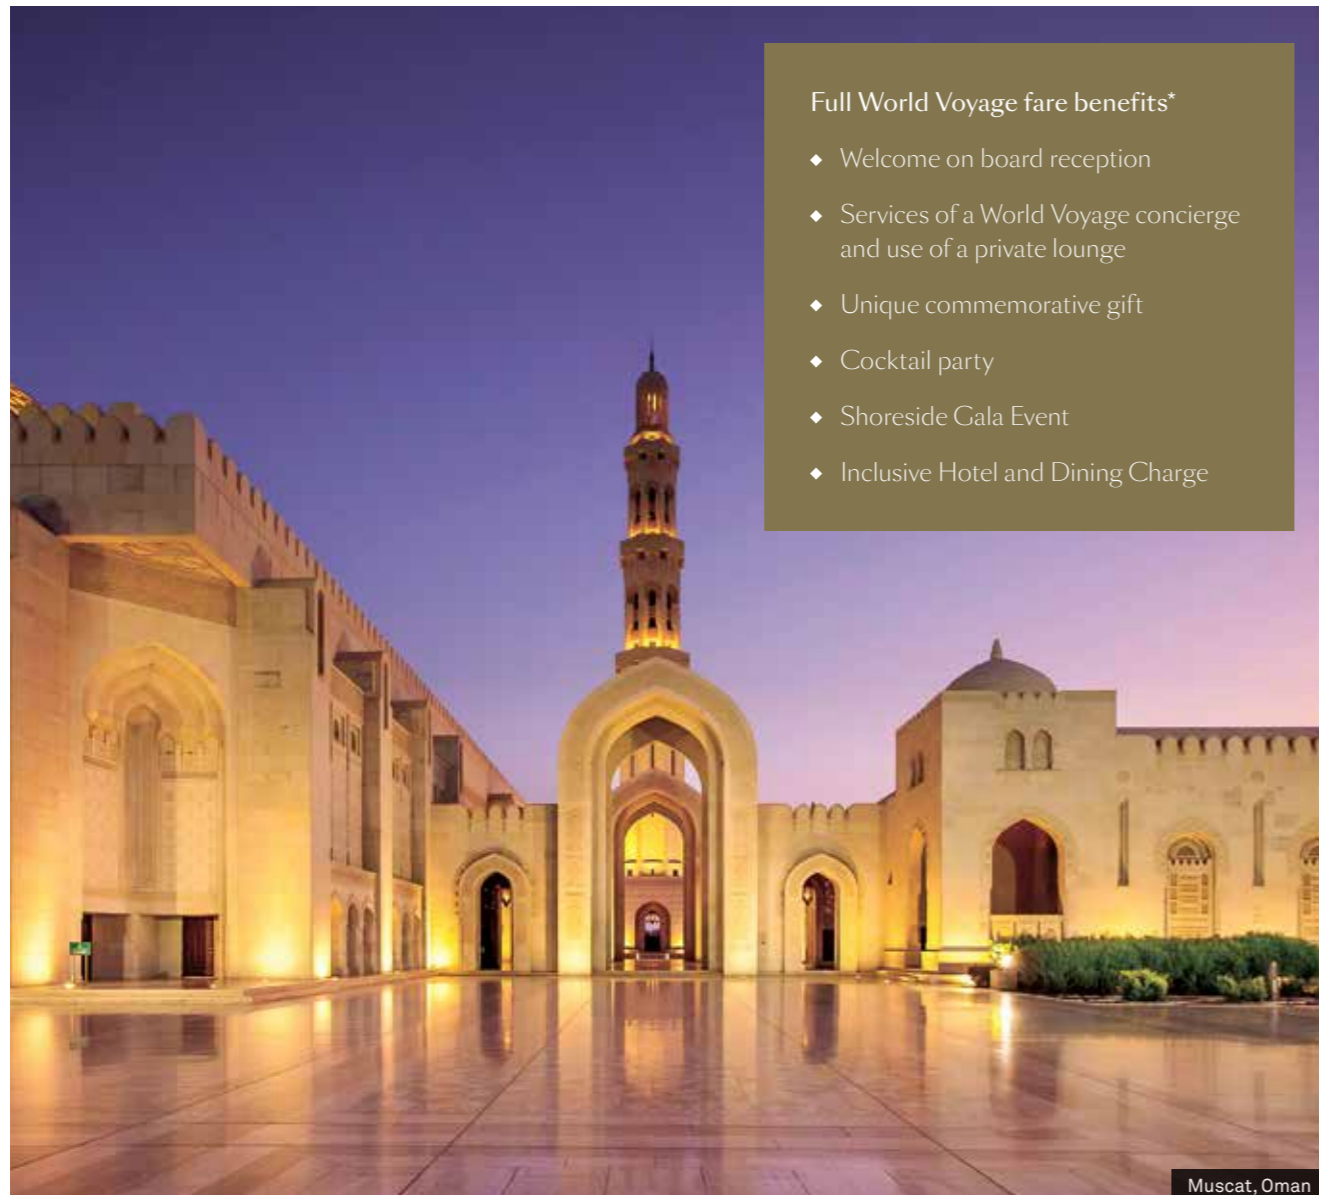 Full World Voyage fare benefits*
◆ Welcome on board reception
◆ Services of a World Voyage concierge
and use of a private lounge
◆ Unique commemorative gift
◆ Cocktail party
◆ Shoreside Gala Event
◆ Inclusive Hotel and Dining Charge
Muscat, Oman